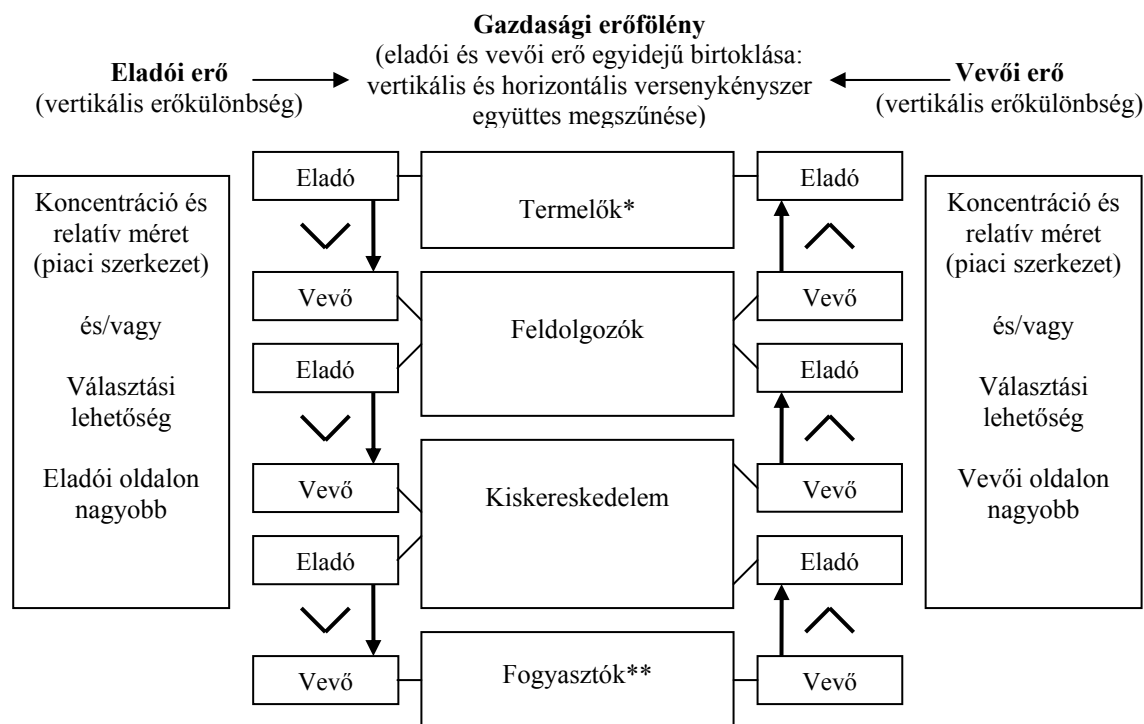 Gazdasági erőfölény
(eladói és vevői erő egyidejű birtoklása:
vertikális és horizontális versenykényszer
együttes megszűnése)
Eladói erő
(vertikális erőkülönbség)
Vevői erő
(vertikális erőkülönbség)
Koncentráció és
relatív méret
(piaci szerkezet)
és/vagy
Választási
lehetőség
Eladói oldalon
nagyobb
Eladó
Vevő
Eladó
Vevő
Eladó
Vevő
Termelők*
Feldolgozók
Kiskereskedelem
Fogyasztók**
Eladó
Vevő
Eladó
Vevő
Eladó
Vevő
Koncentráció és
relatív méret
(piaci szerkezet)
és/vagy
Választási
lehetőség
Vevői oldalon
nagyobb